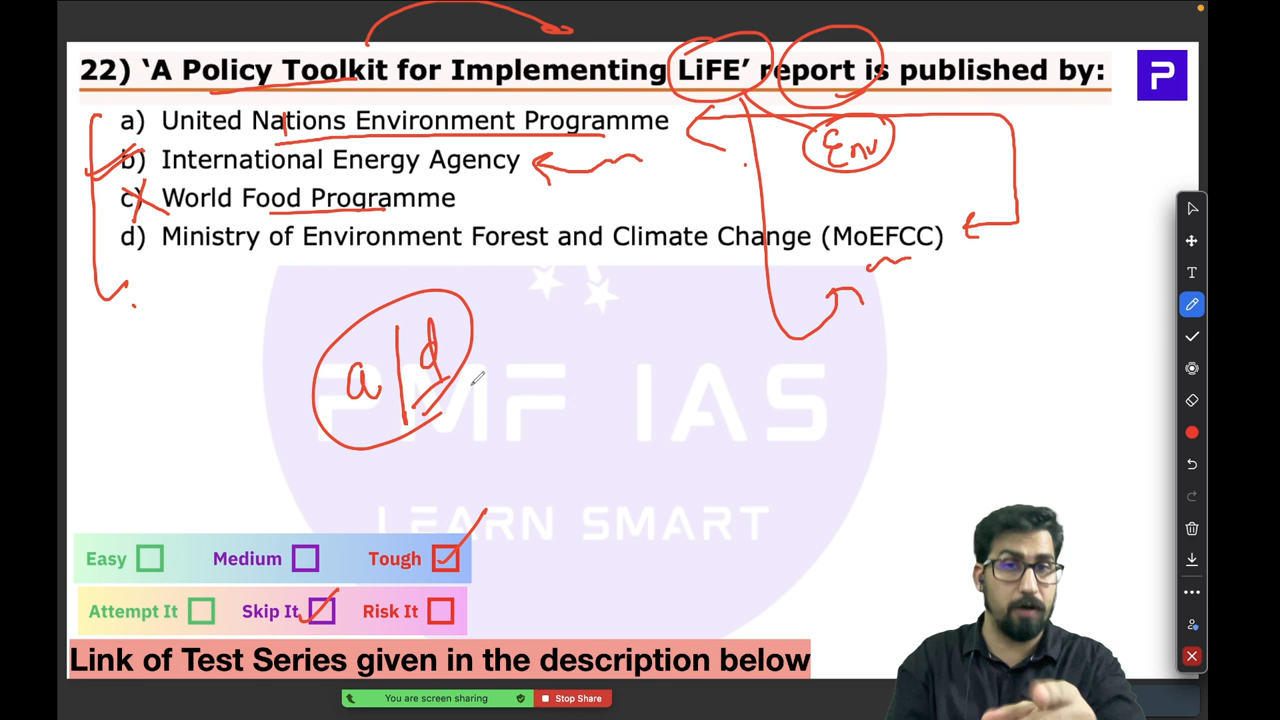 22) ‘A Policy Toolkit for Implementing LiFE’ report is published by:
P
a) United Nations Environment Programme
Env
b) International Energy Agency
c) World Food Programme
d) Ministry of Environment Forest and Climate Change (MoEFCC)
a | d
PMF IAS
LEARN SMART
Easy Medium Tough
Attempt It Skip It Risk It
Link of Test Series given in the description below
You are screen sharing Stop Share
T